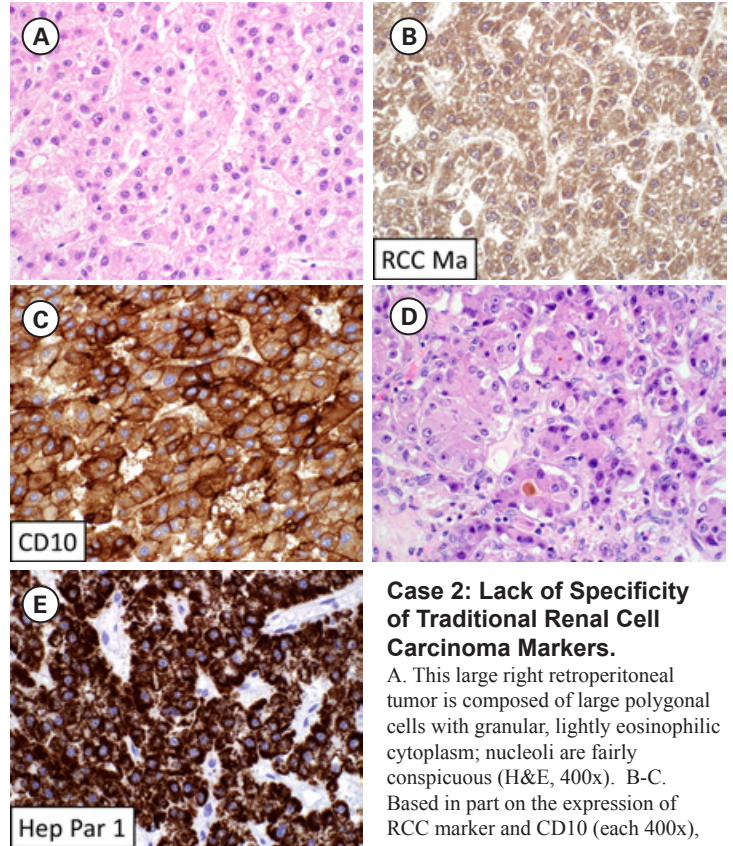 A
B
RCC Ma
C
CD10
D
E
Hep Par 1
Case 2: Lack of Specificity
of Traditional Renal Cell
Carcinoma Markers.
A. This large right retroperitoneal
tumor is composed of large polygonal
cells with granular, lightly eosinophilic
cytoplasm; nucleoli are fairly
conspicuous (H&E, 400x). B-C.
Based in part on the expression of
RCC marker and CD10 (each 400x),